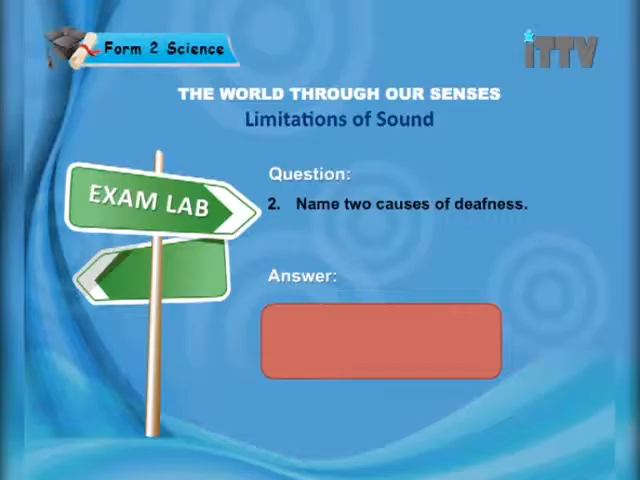 Form 2 Science
iTTV
THE WORLD THROUGH OUR SENSES
Limitations of Sound
EXAM LAB
Question:
2. Name two causes of deafness.
Answer: